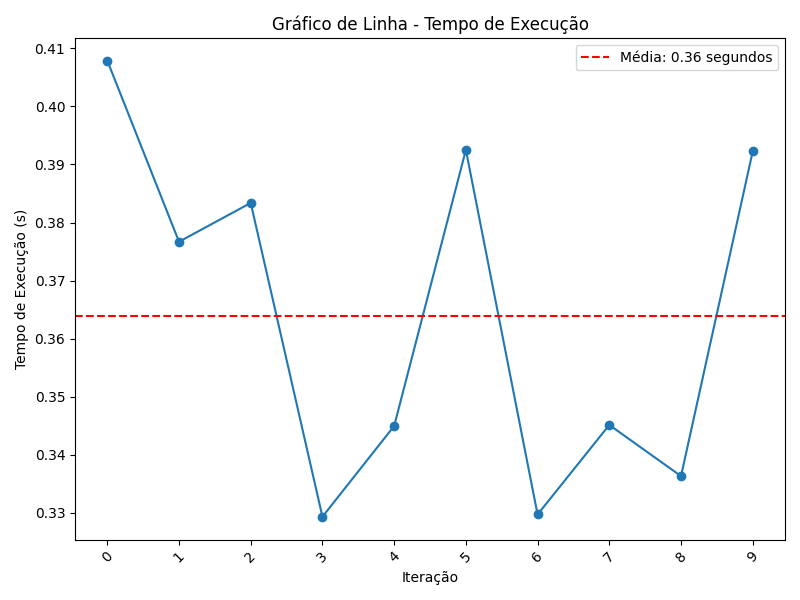 Gráfico de Linha - Tempo de Execução
Média: 0.36 segundos
Tempo de Execução (s)
0.41
0.40
0.39
0.38
0.37
0.36
0.35
0.34
0.33
0 1 2 3 4 5 6 7 8 9
Iteração